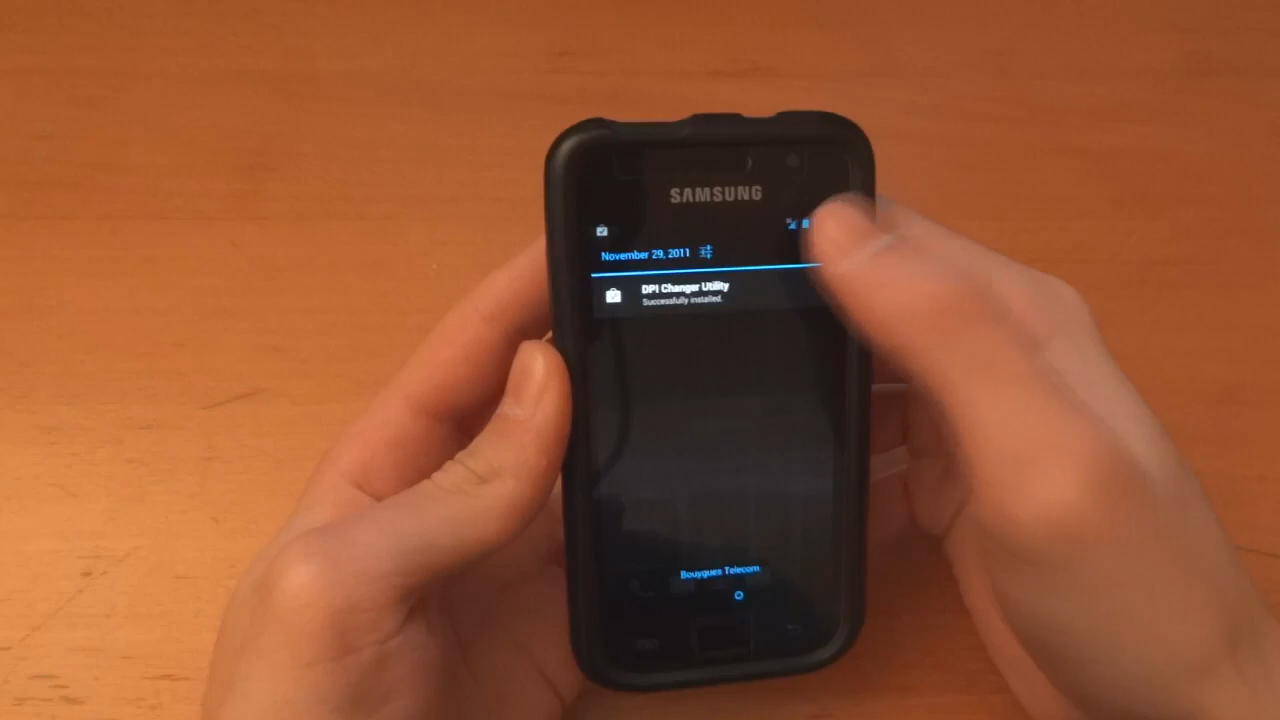 SAMSUNG
November 29, 2011
DPI Changer Utility
Successfully installed.
Bouygues Telecom